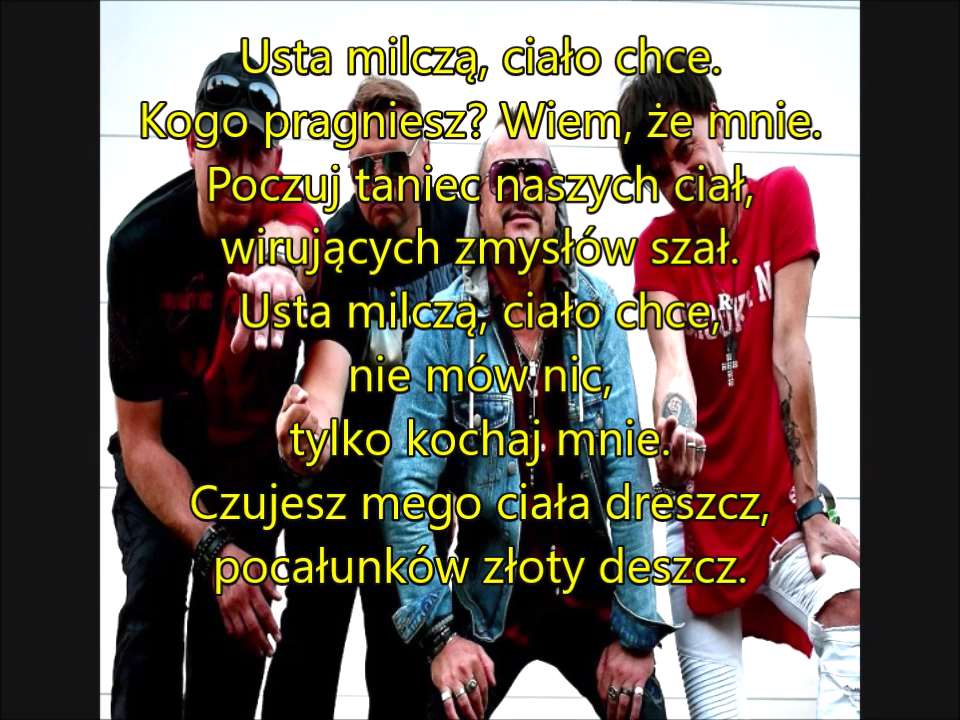 Usta milczą, ciało chce.
Kogo pragniesz? Wiem, że mnie.
Poczuj taniec naszych ciał,
wirujących zmysłów szał.
Usta milczą, ciało chce,
nie mów nic,
tylko kochaj mnie.
Czujesz mego ciała dreszcz,
pocałunków złoty deszcz.